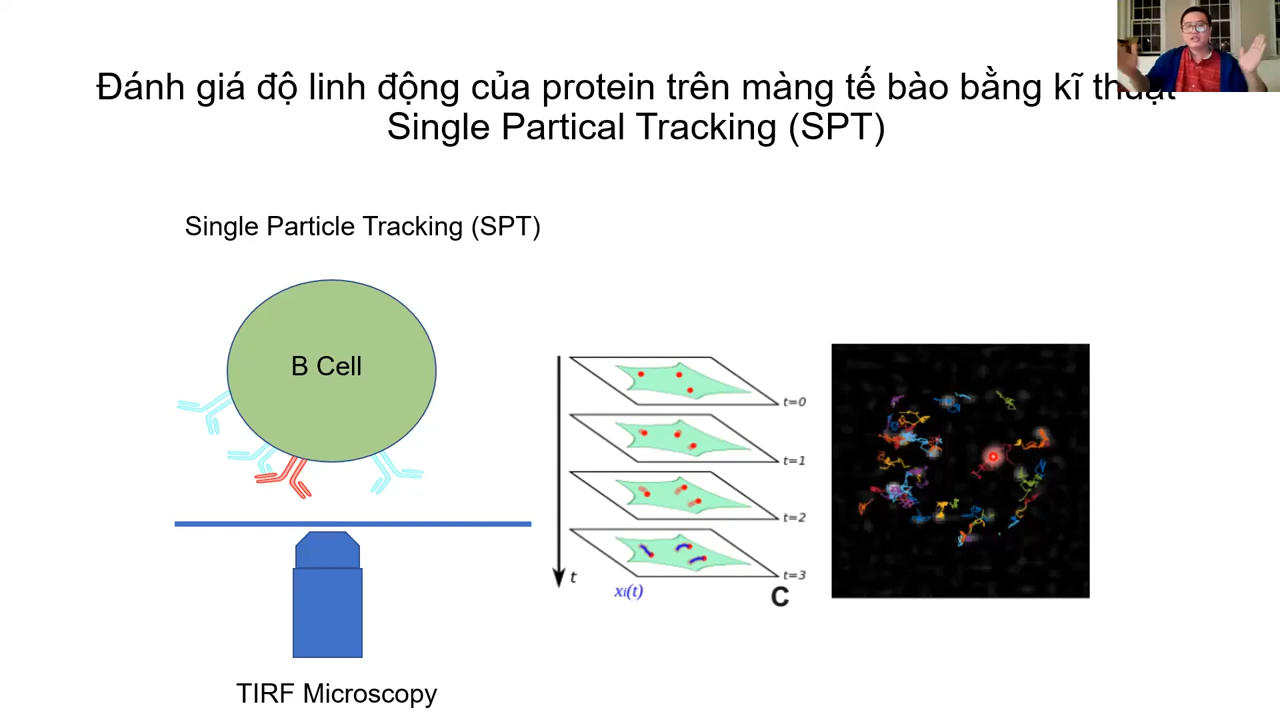 Đánh giá độ linh động của protein trên màng tế bào bằng kĩ thuật
Single Partical Tracking (SPT)
Single Particle Tracking (SPT)
B Cell
t=0
t=1
t=2
t=3
t
xi(t)
C
TIRF Microscopy